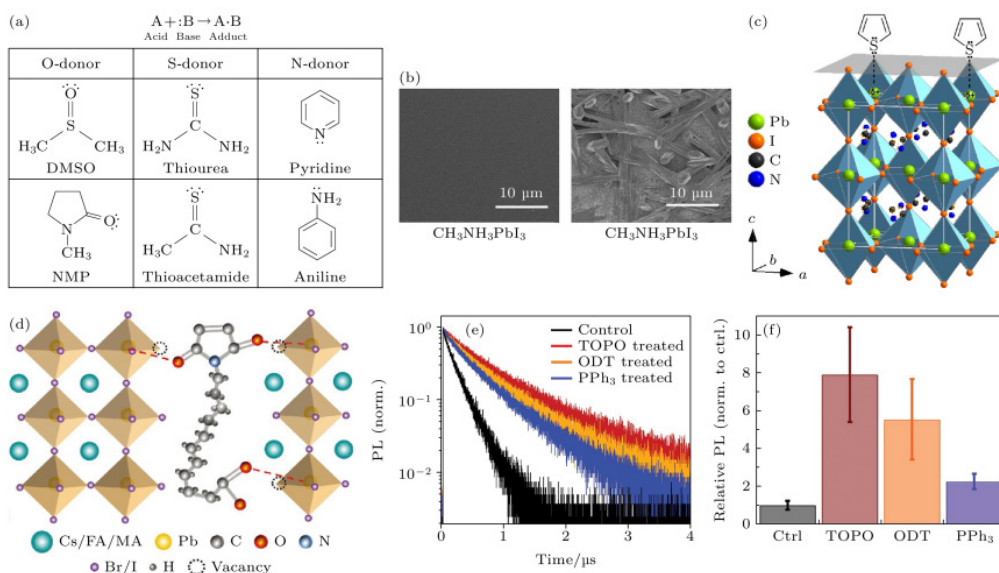 (a)
A+:B→A·B
Acid Base Adduct
O-donor S-donor N-donor
O
S
H₃C CH₃
DMSO
S
C
H₂N NH₂
Thiourea
N
Pyridine
N
CH₃
O
NMP
S
C
H₃C NH₂
Thioacetamide
NH₂
Aniline
(b)
10 μm
CH₃NH₃PbI₃
10 μm
CH₃NH₃PbI₃
(c)
S S
δ+ δ+
Pb
I
C
N
c
b
a
(d)
Cs/FA/MA Pb C O N
Br/I H Vacancy
(e)
Control
TOPO treated
ODT treated
PPh₃ treated
PL (norm.)
10⁰
10⁻¹
10⁻²
0 1 2 3 4
Time/μs
(f)
Relative PL (norm. to ctrl.)
10
8
6
4
2
0
Ctrl TOPO ODT PPh₃